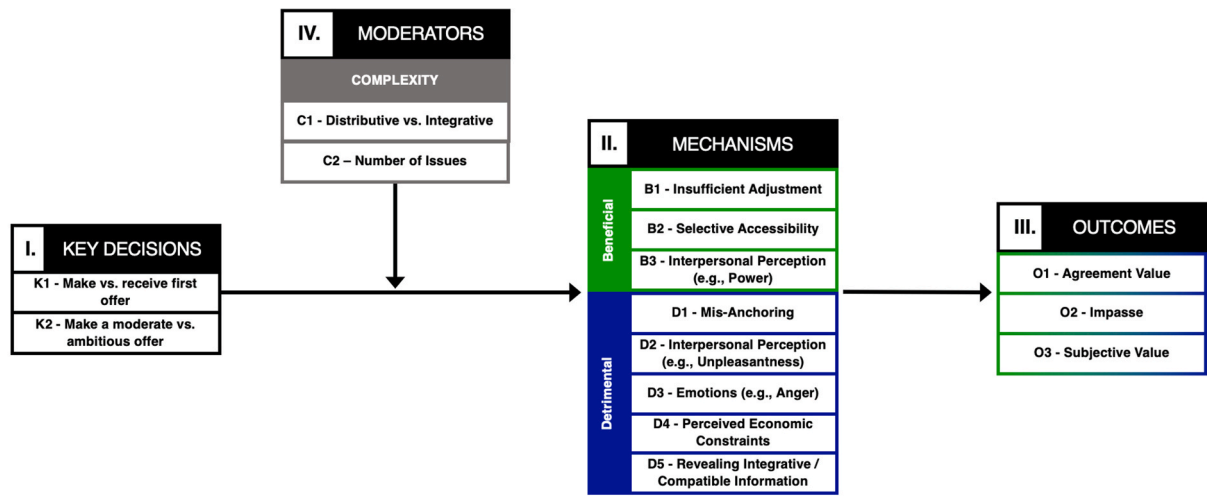 IV. MODERATORS
COMPLEXITY
C1 - Distributive vs. Integrative
C2 – Number of Issues
I. KEY DECISIONS
K1 - Make vs. receive first
offer
K2 - Make a moderate vs.
ambitious offer
II. MECHANISMS
Beneficial
B1 - Insufficient Adjustment
B2 - Selective Accessibility
B3 - Interpersonal Perception
(e.g., Power)
Detrimental
D1 - Mis-Anchoring
D2 - Interpersonal Perception
(e.g., Unpleasantness)
D3 - Emotions (e.g., Anger)
D4 - Perceived Economic
Constraints
D5 - Revealing Integrative /
Compatible Information
III. OUTCOMES
O1 - Agreement Value
O2 - Impasse
O3 - Subjective Value